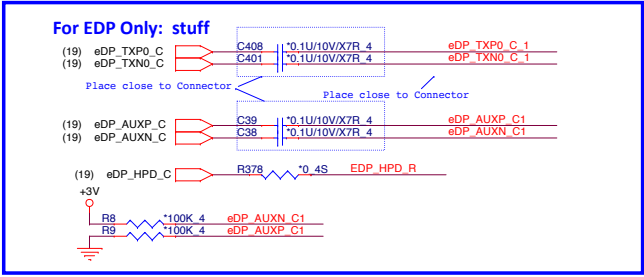 For EDP Only: stuff
(19) eDP_TXP0_C C408 *0.1U/10V/X7R_4 eDP_TXP0_C_1
(19) eDP_TXN0_C C401 *0.1U/10V/X7R_4 eDP_TXN0_C_1
Place close to Connector
Place close to Connector
(19) eDP_AUXP_C C39 *0.1U/10V/X7R_4 eDP_AUXP_C1
(19) eDP_AUXN_C C38 *0.1U/10V/X7R_4 eDP_AUXN_C1
(19) eDP_HPD_C R378 *0_4S EDP_HPD_R
+3V
R8 *100K_4 eDP_AUXN_C1
R9 *100K_4 eDP_AUXP_C1